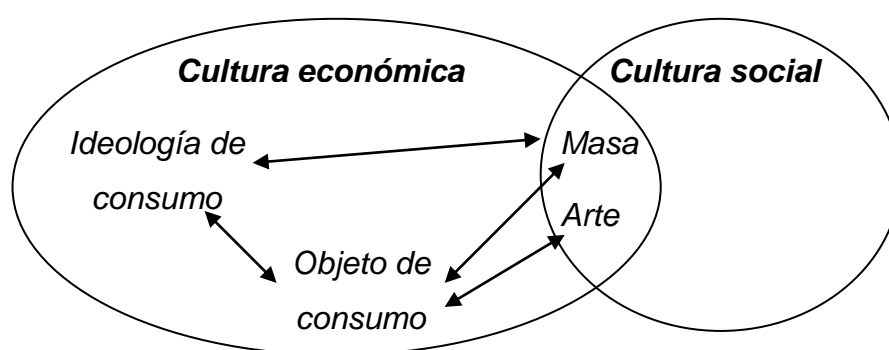 Cultura económica
Cultura social
Ideología de
consumo
Masa
Arte
Objeto de
consumo